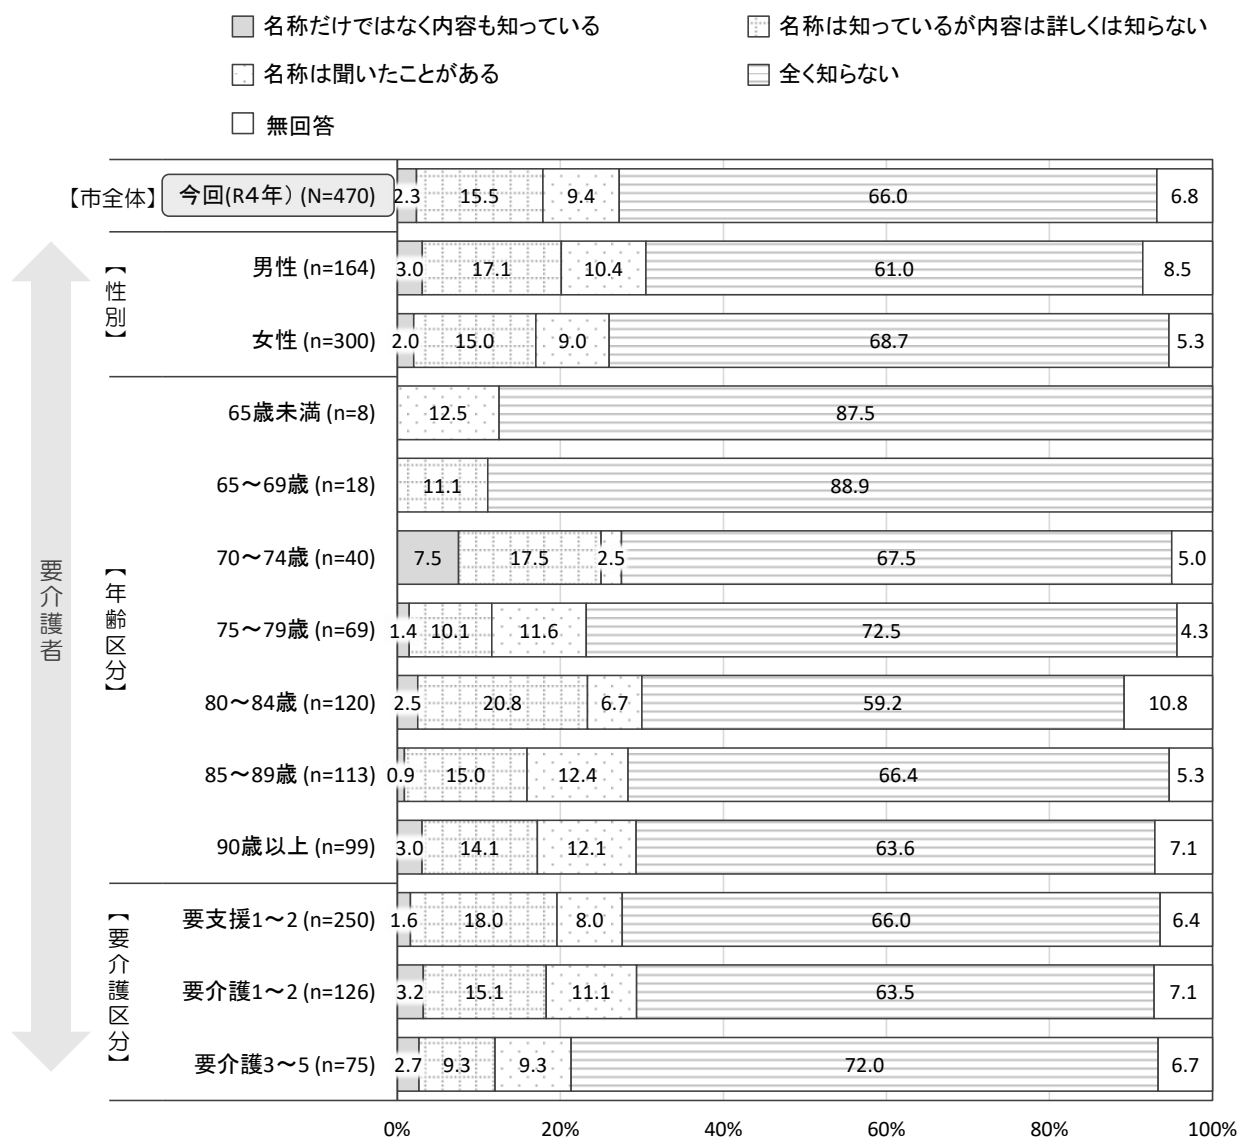 名称だけではなく内容も知っている
名称は知っているが内容は詳しくは知らない
名称は聞いたことがある
全く知らない
無回答
【市全体】 今回(R4年) (N=470) 2.3 15.5 9.4 66.0 6.8
要介護者
【性別】
男性 (n=164) 3.0 17.1 10.4 61.0 8.5
女性 (n=300) 2.0 15.0 9.0 68.7 5.3
【年齢区分】
65歳未満 (n=8) 12.5 87.5
65～69歳 (n=18) 11.1 88.9
70～74歳 (n=40) 7.5 17.5 2.5 67.5 5.0
75～79歳 (n=69) 1.4 10.1 11.6 72.5 4.3
80～84歳 (n=120) 2.5 20.8 6.7 59.2 10.8
85～89歳 (n=113) 0.9 15.0 12.4 66.4 5.3
90歳以上 (n=99) 3.0 14.1 12.1 63.6 7.1
【要介護区分】
要支援1～2 (n=250) 1.6 18.0 8.0 66.0 6.4
要介護1～2 (n=126) 3.2 15.1 11.1 63.5 7.1
要介護3～5 (n=75) 2.7 9.3 9.3 72.0 6.7
0% 20% 40% 60% 80% 100%